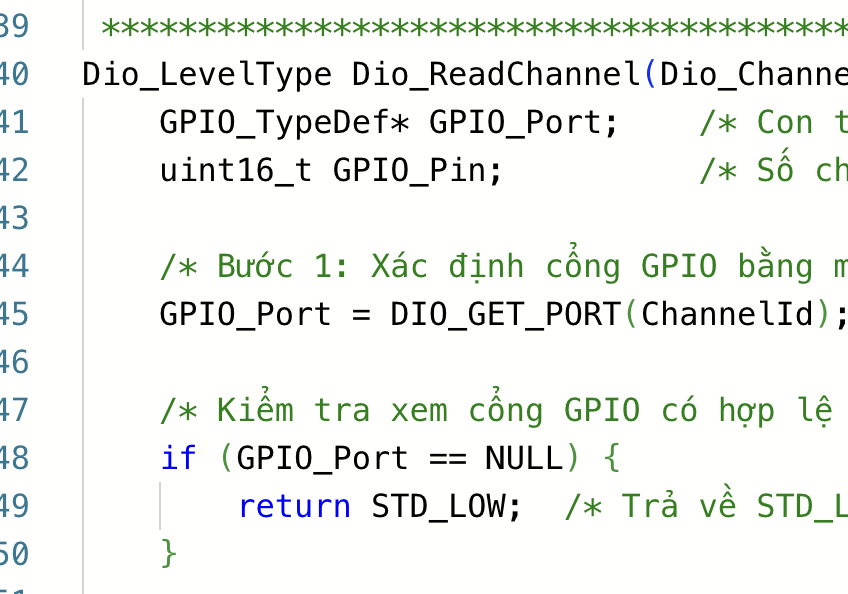 39 ***************************************
40 Dio_LevelType Dio_ReadChannel(Dio_Channe
41 GPIO_TypeDef* GPIO_Port; /* Con t
42 uint16_t GPIO_Pin; /* Số ch
43
44 /* Bước 1: Xác định cổng GPIO bằng m
45 GPIO_Port = DIO_GET_PORT(ChannelId);
46
47 /* Kiểm tra xem cổng GPIO có hợp lệ
48 if (GPIO_Port == NULL) {
49 return STD_LOW; /* Trả về STD_L
50 }